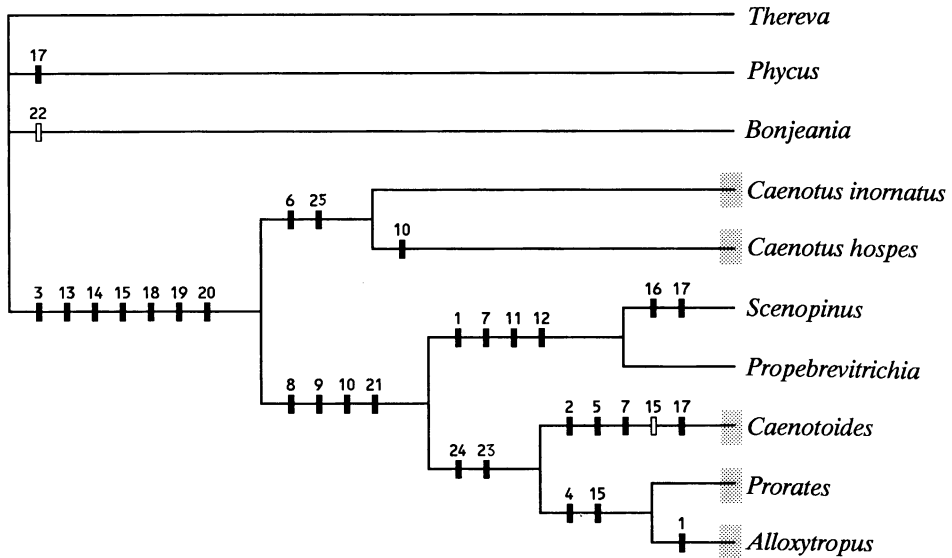 Thereva
17
Phycus
22
Bonjeania
6 25
Caenotus inornatus
10
Caenotus hospes
3 13 14 15 18 19 20
16 17
Scenopinus
1 7 11 12
Propebrevitrichia
8 9 10 21
2 5 7 15 17
Caenotoides
24 23
Prorates
4 15
1
Alloxytropus